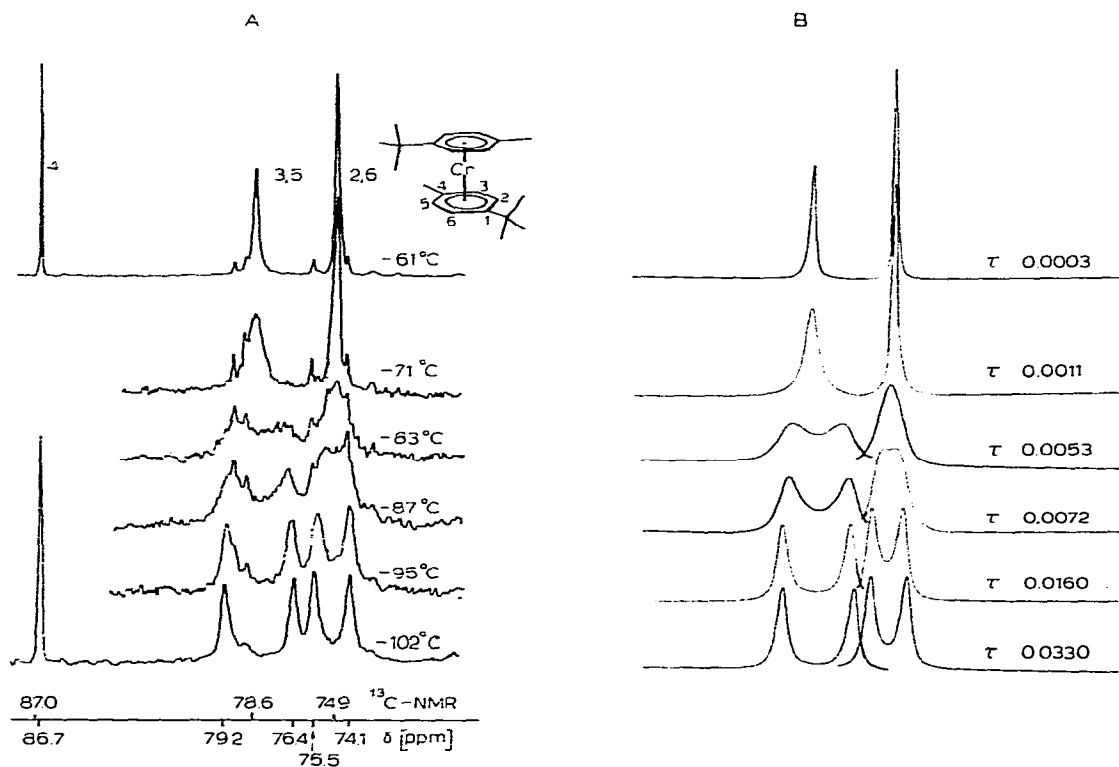 A
B
4
3,5
2,6
Cr
4
3
2
5
6
1
-61°C
τ 0.0003
-71°C
τ 0.0011
-83°C
τ 0.0053
-87°C
τ 0.0072
-95°C
τ 0.0160
-102°C
τ 0.0330
87.0 78.6 74.9 ¹³C-NMR
86.7 79.2 76.4 74.1 δ [ppm]
75.5